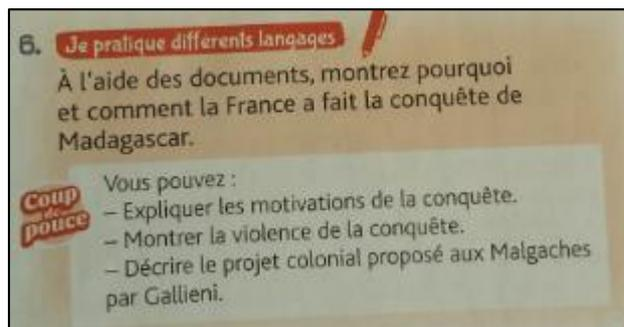 6. Je pratique différents langages
À l'aide des documents, montrez pourquoi
et comment la France a fait la conquête de
Madagascar.
Coup de pouce
Vous pouvez :
– Expliquer les motivations de la conquête.
– Montrer la violence de la conquête.
– Décrire le projet colonial proposé aux Malgaches
par Gallieni.